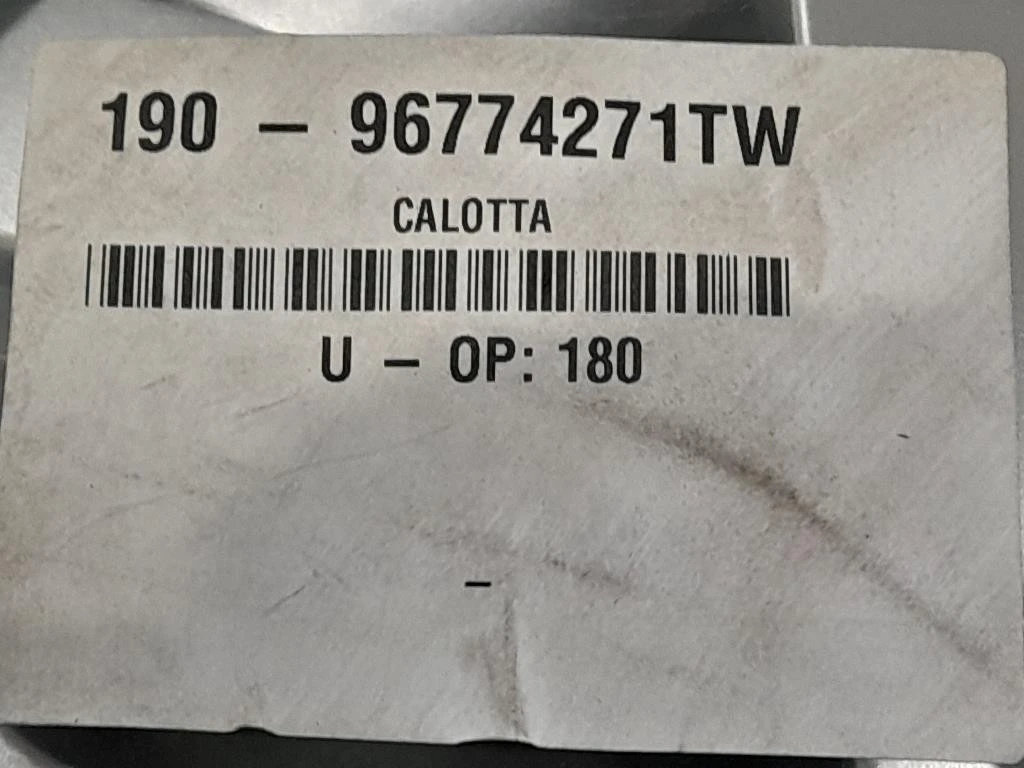 190 – 96774271TW
CALOTTA
U – OP: 180
–